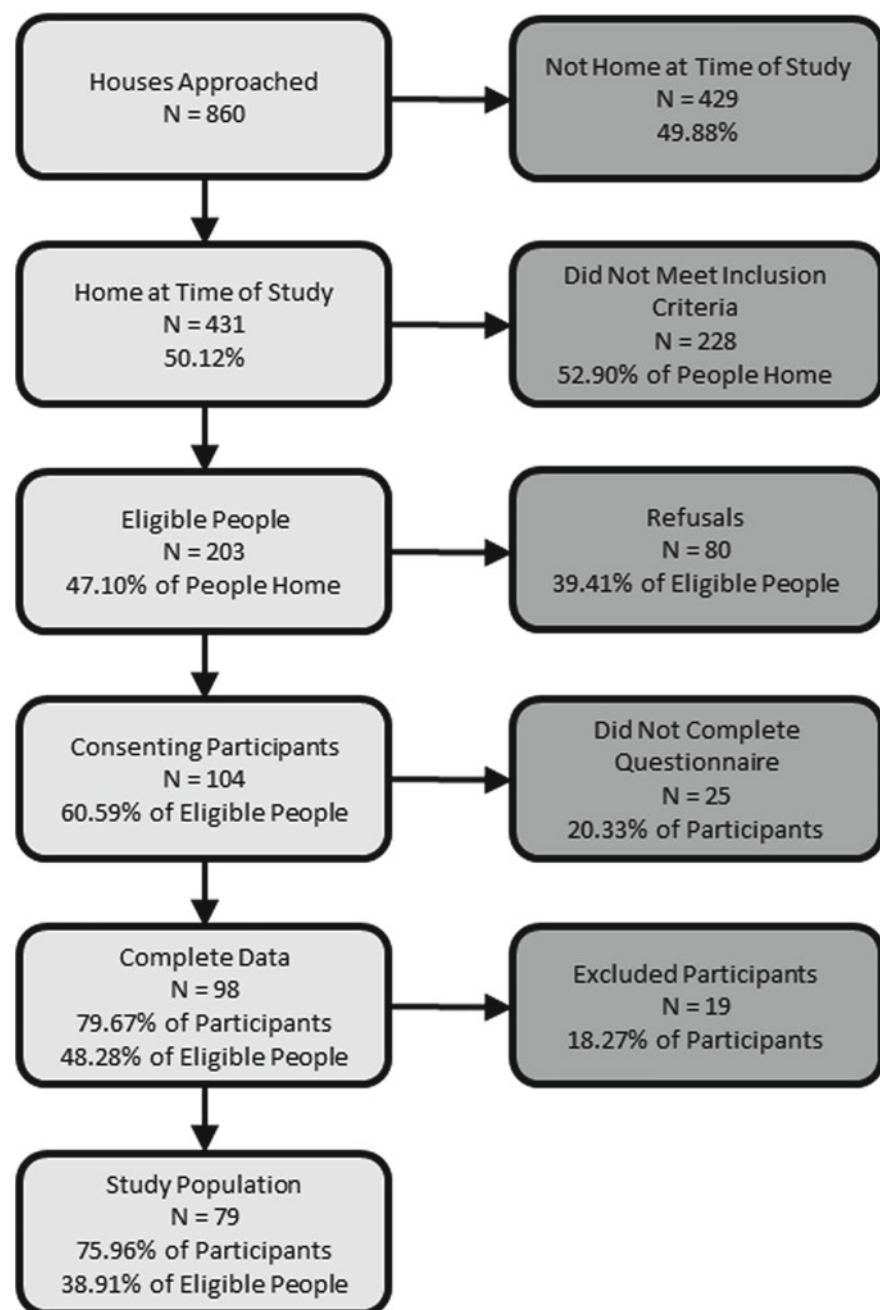 Houses Approached
N = 860
Not Home at Time of Study
N = 429
49.88%
Home at Time of Study
N = 431
50.12%
Did Not Meet Inclusion
Criteria
N = 228
52.90% of People Home
Eligible People
N = 203
47.10% of People Home
Refusals
N = 80
39.41% of Eligible People
Consenting Participants
N = 104
60.59% of Eligible People
Did Not Complete
Questionnaire
N = 25
20.33% of Participants
Complete Data
N = 98
79.67% of Participants
48.28% of Eligible People
Excluded Participants
N = 19
18.27% of Participants
Study Population
N = 79
75.96% of Participants
38.91% of Eligible People